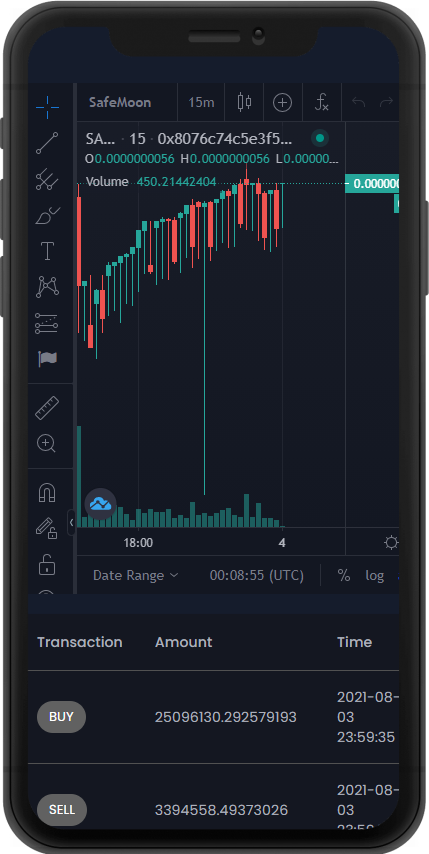 SafeMoon 15m
SA... · 15 · 0x8076c74c5e3f5...
O0.0000000056 H0.0000000056 L0.00000...
Volume 450.21442404
0.000000
18:00 4
Date Range 00:08:55 (UTC) % log
Transaction Amount Time
BUY 25096130.292579193 2021-08-
03
23:59:35
SELL 3394558.49373026 2021-08-
03